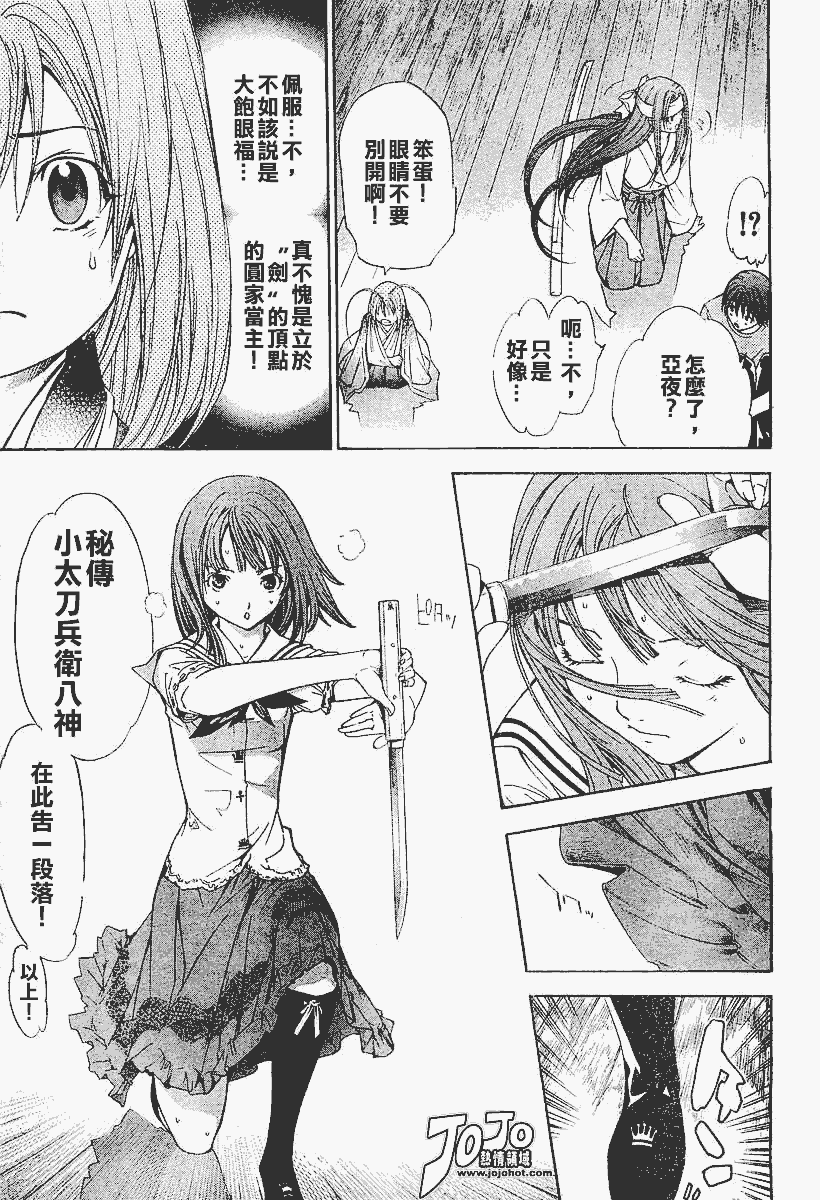 !?
怎麼了，
亞夜？
呃…不，
只是
好像…
笨蛋！
眼睛不要
別開啊！
佩服…不，
不如該說是
大飽眼福…
真不愧是立於
〝劍〞的頂點
的圓家當主！
ピタッ
秘傳
小太刀兵衛八神
在此告一段落！
以上！
JOJO
熱情領域
www.jojohot.com